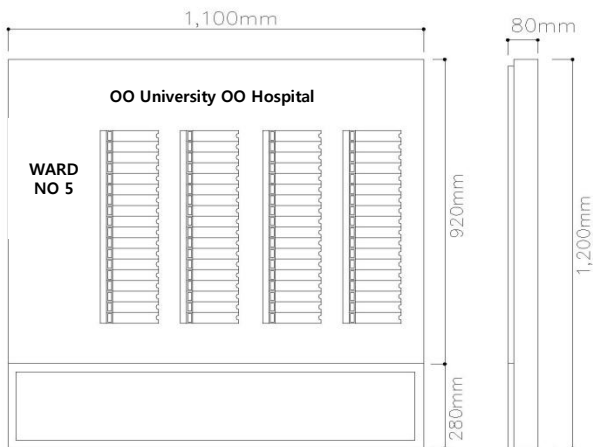 1,100mm
80mm
OO University OO Hospital
WARD
NO 5
920mm
1,200mm
280mm